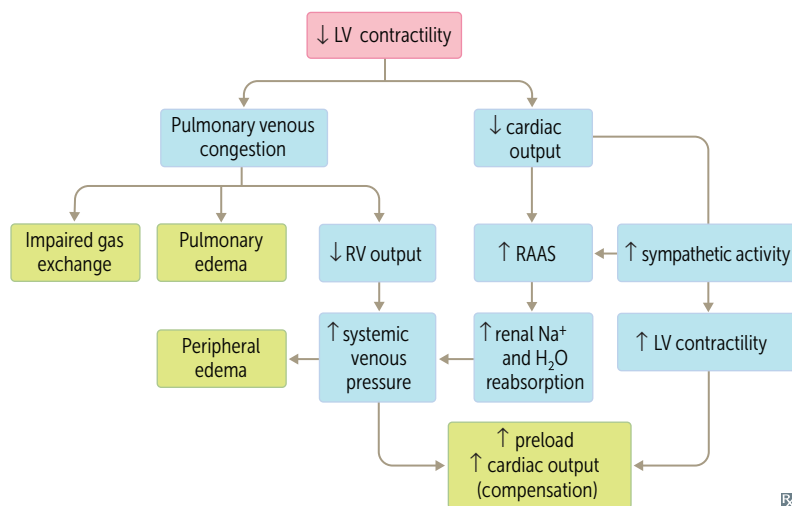 ↓ LV contractility
Pulmonary venous
congestion
↓ cardiac
output
Impaired gas
exchange
Pulmonary
edema
↓ RV output
↑ RAAS
↑ sympathetic activity
Peripheral
edema
↑ systemic
venous
pressure
↑ renal Na⁺
and H₂O
reabsorption
↑ LV contractility
↑ preload
↑ cardiac output
(compensation)
℞